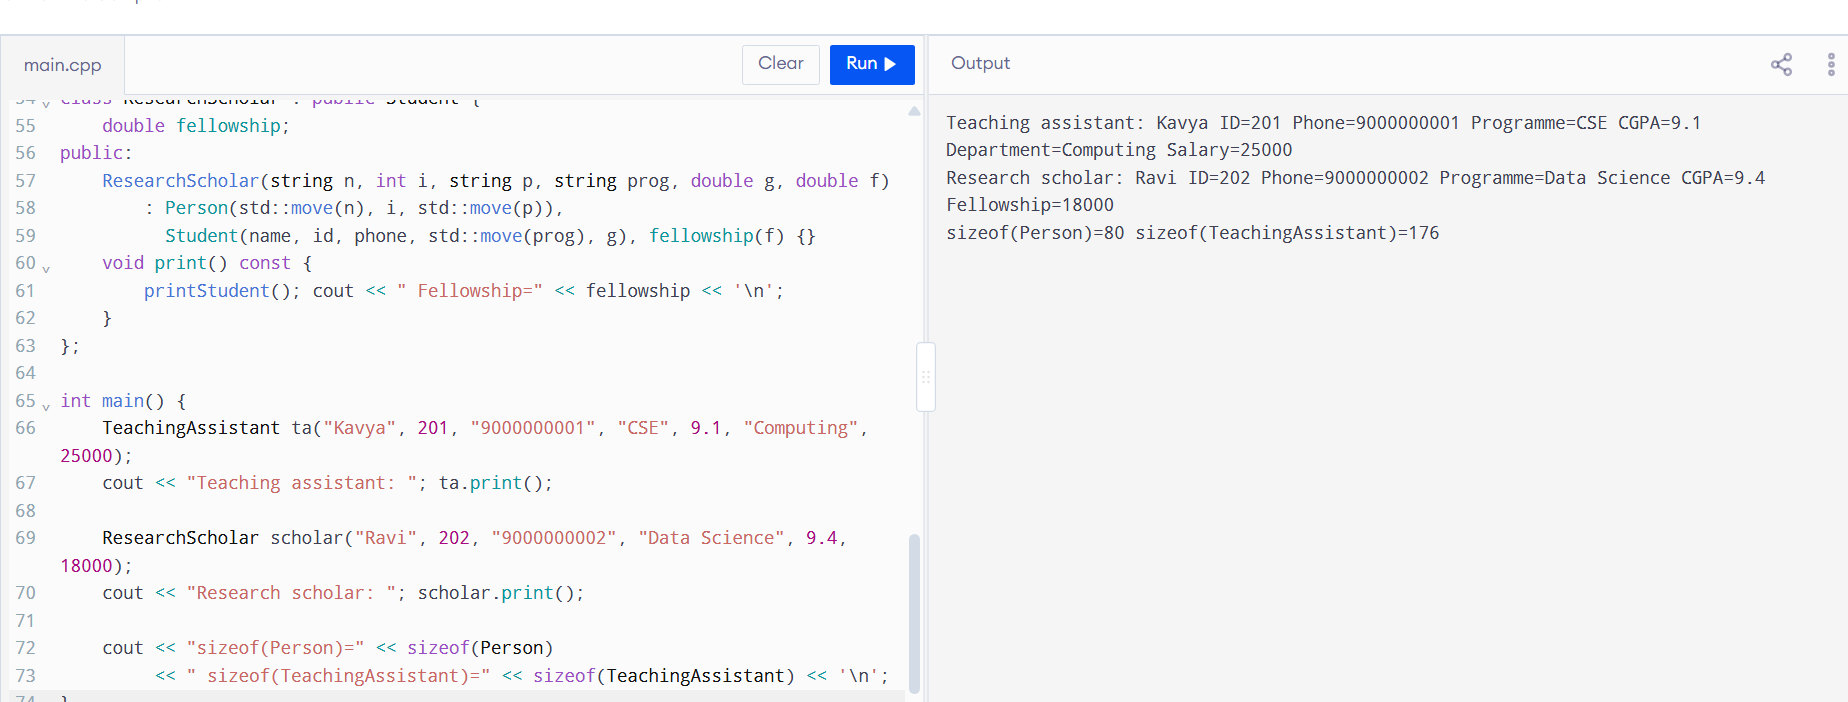 main.cpp
Clear
Run
54 class ResearchScholar : public Student {
55     double fellowship;
56 public:
57     ResearchScholar(string n, int i, string p, string prog, double g, double f)
58         : Person(std::move(n), i, std::move(p)),
59           Student(name, id, phone, std::move(prog), g), fellowship(f) {}
60     void print() const {
61         printStudent(); cout << " Fellowship=" << fellowship << '\n';
62     }
63 };
64
65 int main() {
66     TeachingAssistant ta("Kavya", 201, "9000000001", "CSE", 9.1, "Computing",
25000);
67     cout << "Teaching assistant: "; ta.print();
68
69     ResearchScholar scholar("Ravi", 202, "9000000002", "Data Science", 9.4,
18000);
70     cout << "Research scholar: "; scholar.print();
71
72     cout << "sizeof(Person)=" << sizeof(Person)
73          << " sizeof(TeachingAssistant)=" << sizeof(TeachingAssistant) << '\n';
74 }
Output
Teaching assistant: Kavya ID=201 Phone=9000000001 Programme=CSE CGPA=9.1
Department=Computing Salary=25000
Research scholar: Ravi ID=202 Phone=9000000002 Programme=Data Science CGPA=9.4
Fellowship=18000
sizeof(Person)=80 sizeof(TeachingAssistant)=176